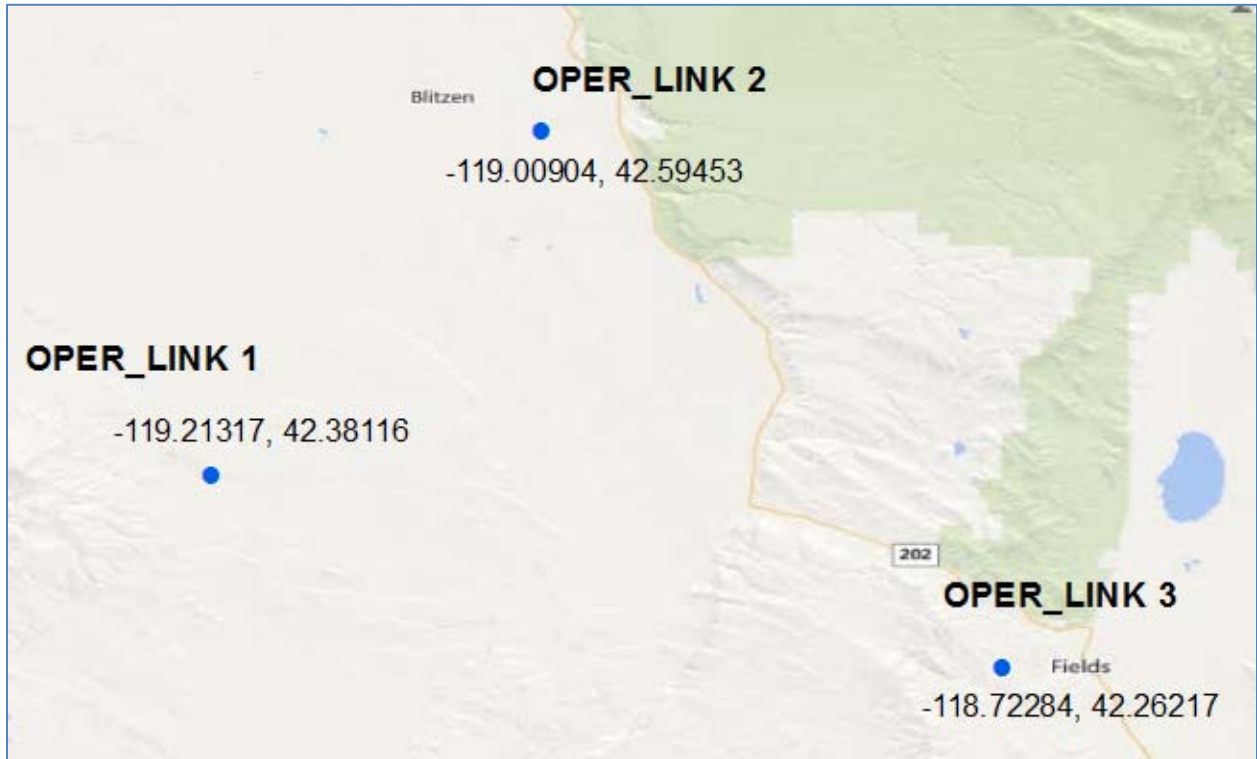 OPER_LINK 2
Blitzen
-119.00904, 42.59453
OPER_LINK 1
-119.21317, 42.38116
202
OPER_LINK 3
Fields
-118.72284, 42.26217